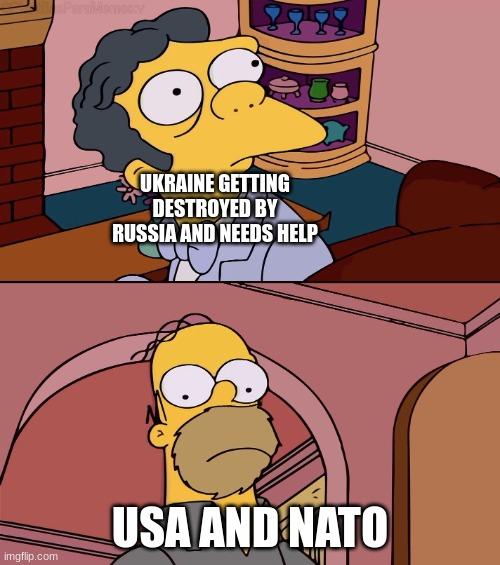 UKRAINE GETTING
DESTROYED BY
RUSSIA AND NEEDS HELP
USA AND NATO
imgflip.com